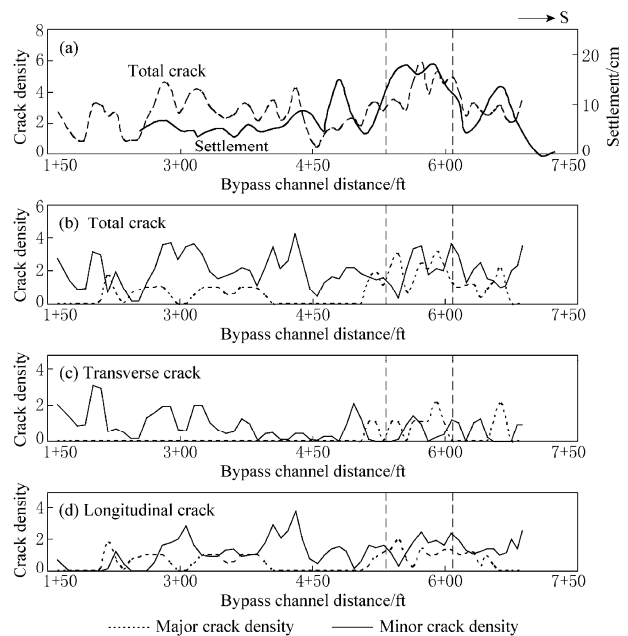 S
(a)
Total crack
Settlement
Crack density
8
6
4
2
0
Settlement/cm
20
10
0
1+50 3+00 4+50 6+00 7+50
Bypass channel distance/ft
(b) Total crack
Crack density
6
4
2
0
1+50 3+00 4+50 6+00 7+50
Bypass channel distance/ft
(c) Transverse crack
Crack density
4
2
0
1+50 3+00 4+50 6+00 7+50
Bypass channel distance/ft
(d) Longitudinal crack
Crack density
4
2
0
1+50 3+00 4+50 6+00 7+50
Bypass channel distance/ft
Major crack density Minor crack density